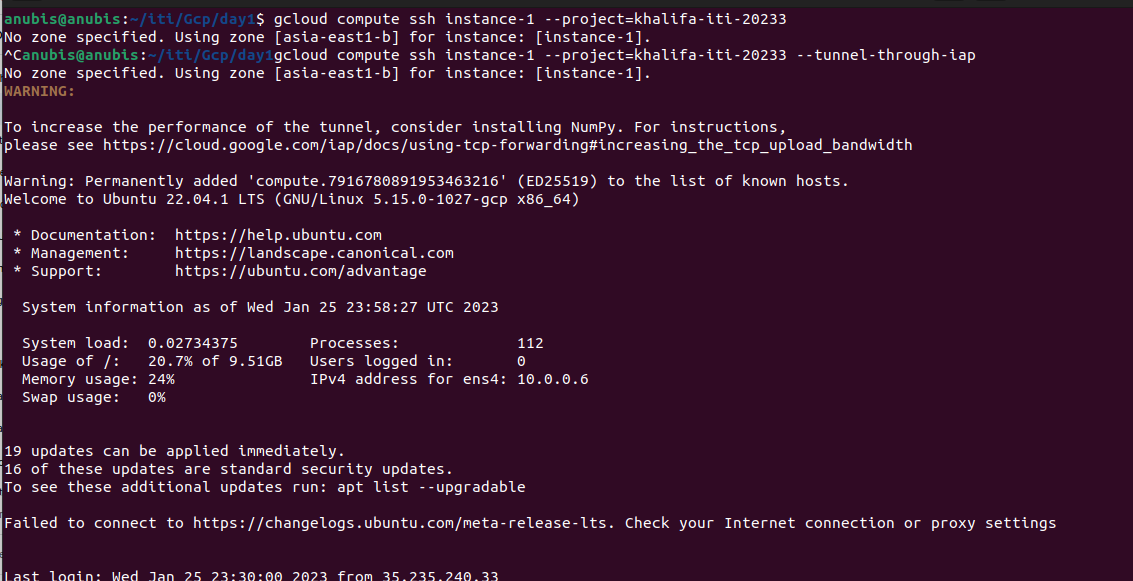 anubis@anubis:~/iti/Gcp/day1$ gcloud compute ssh instance-1 --project=khalifa-iti-20233
No zone specified. Using zone [asia-east1-b] for instance: [instance-1].
^Canubis@anubis:~/iti/Gcp/day1gcloud compute ssh instance-1 --project=khalifa-iti-20233 --tunnel-through-iap
No zone specified. Using zone [asia-east1-b] for instance: [instance-1].
WARNING:
To increase the performance of the tunnel, consider installing NumPy. For instructions,
please see https://cloud.google.com/iap/docs/using-tcp-forwarding#increasing_the_tcp_upload_bandwidth
Warning: Permanently added 'compute.7916780891953463216' (ED25519) to the list of known hosts.
Welcome to Ubuntu 22.04.1 LTS (GNU/Linux 5.15.0-1027-gcp x86_64)
* Documentation:  https://help.ubuntu.com
* Management:     https://landscape.canonical.com
* Support:        https://ubuntu.com/advantage
System information as of Wed Jan 25 23:58:27 UTC 2023
System load:  0.02734375        Processes:             112
Usage of /:   20.7% of 9.51GB   Users logged in:       0
Memory usage: 24%               IPv4 address for ens4: 10.0.0.6
Swap usage:   0%
19 updates can be applied immediately.
16 of these updates are standard security updates.
To see these additional updates run: apt list --upgradable
Failed to connect to https://changelogs.ubuntu.com/meta-release-lts. Check your Internet connection or proxy settings
Last login: Wed Jan 25 23:30:00 2023 from 35.235.240.33